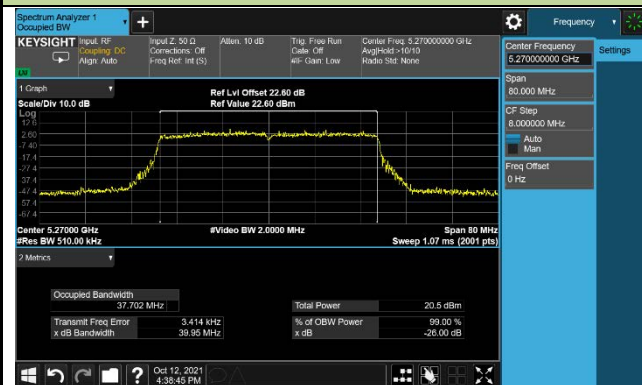 Spectrum Analyzer 1
Occupied BW
Frequency
KEYSIGHT
Input: RF
Coupling: DC
Align: Auto
Input Z: 50 Ω
Corrections: Off
Freq Ref: Int (S)
Atten: 10 dB
Trig: Free Run
Gate: Off
#IF Gain: Low
Center Freq: 5.270000000 GHz
Avg|Hold:>10/10
Radio Std: None
LW
Center Frequency
5.270000000 GHz
Settings
Span
80.000 MHz
CF Step
8.000000 MHz
Auto
Man
Freq Offset
0 Hz
1 Graph
Scale/Div 10.0 dB
Ref Lvl Offset 22.60 dB
Ref Value 22.60 dBm
Log
12.6
2.60
-7.40
-17.4
-27.4
-37.4
-47.4
-57.4
-67.4
Center 5.27000 GHz
#Res BW 510.00 kHz
#Video BW 2.0000 MHz
Span 80 MHz
Sweep 1.07 ms (2001 pts)
2 Metrics
Occupied Bandwidth
37.702 MHz
Total Power 20.5 dBm
Transmit Freq Error 3.414 kHz
% of OBW Power 99.00 %
x dB Bandwidth 39.95 MHz
x dB -26.00 dB
?
Oct 12, 2021
4:38:45 PM